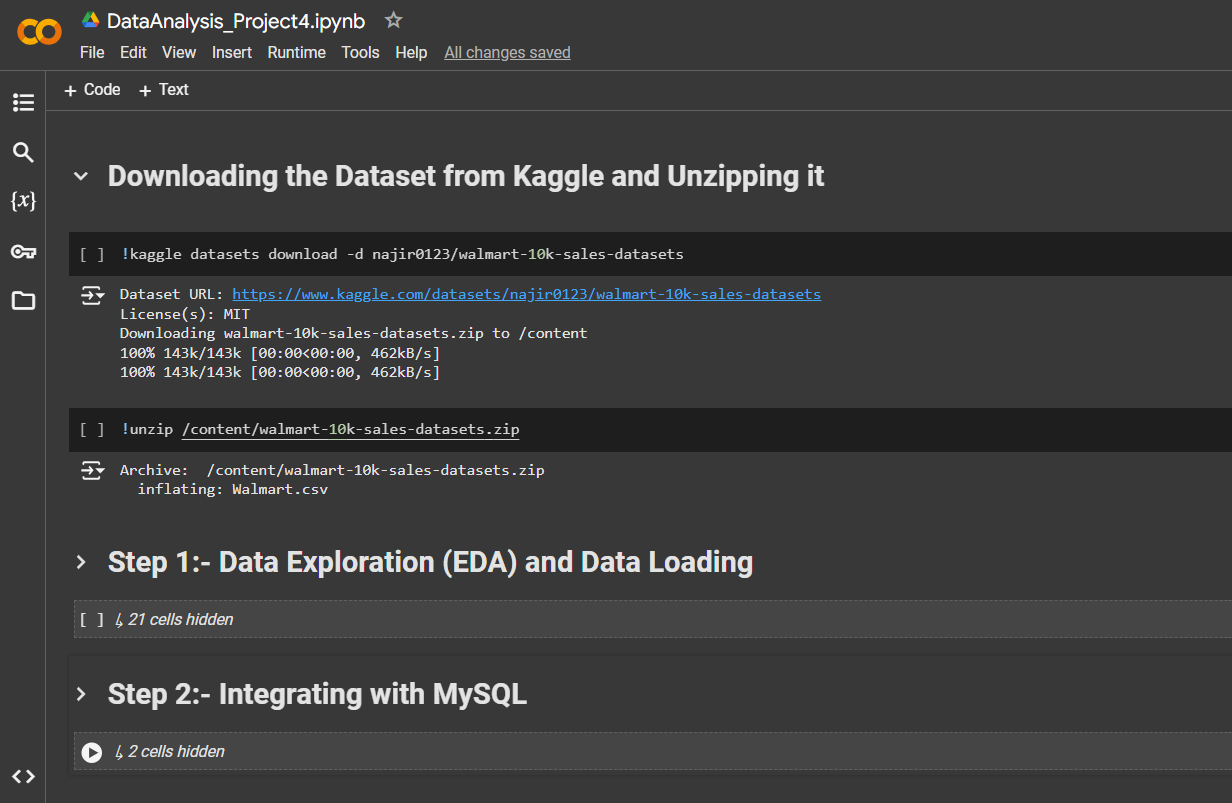 DataAnalysis_Project4.ipynb
File Edit View Insert Runtime Tools Help All changes saved
+ Code + Text
Downloading the Dataset from Kaggle and Unzipping it
[ ] !kaggle datasets download -d najir0123/walmart-10k-sales-datasets
Dataset URL: https://www.kaggle.com/datasets/najir0123/walmart-10k-sales-datasets
License(s): MIT
Downloading walmart-10k-sales-datasets.zip to /content
100% 143k/143k [00:00<00:00, 462kB/s]
100% 143k/143k [00:00<00:00, 462kB/s]
[ ] !unzip /content/walmart-10k-sales-datasets.zip
Archive:  /content/walmart-10k-sales-datasets.zip
  inflating: Walmart.csv
Step 1:- Data Exploration (EDA) and Data Loading
[ ] ↳ 21 cells hidden
Step 2:- Integrating with MySQL
↳ 2 cells hidden